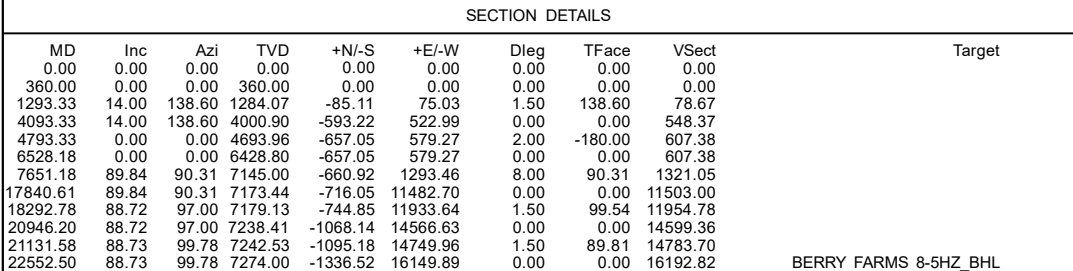 SECTION DETAILS
MD Inc Azi TVD +N/-S +E/-W Dleg TFace VSect Target
0.00 0.00 0.00 0.00 0.00 0.00 0.00 0.00 0.00
360.00 0.00 0.00 360.00 0.00 0.00 0.00 0.00 0.00
1293.33 14.00 138.60 1284.07 -85.11 75.03 1.50 138.60 78.67
4093.33 14.00 138.60 4000.90 -593.22 522.99 0.00 0.00 548.37
4793.33 0.00 0.00 4693.96 -657.05 579.27 2.00 -180.00 607.38
6528.18 0.00 0.00 6428.80 -657.05 579.27 0.00 0.00 607.38
7651.18 89.84 90.31 7145.00 -660.92 1293.46 8.00 90.31 1321.05
17840.61 89.84 90.31 7173.44 -716.05 11482.70 0.00 0.00 11503.00
18292.78 88.72 97.00 7179.13 -744.85 11933.64 1.50 99.54 11954.78
20946.20 88.72 97.00 7238.41 -1068.14 14566.63 0.00 0.00 14599.36
21131.58 88.73 99.78 7242.53 -1095.18 14749.96 1.50 89.81 14783.70
22552.50 88.73 99.78 7274.00 -1336.52 16149.89 0.00 0.00 16192.82 BERRY FARMS 8-5HZ_BHL